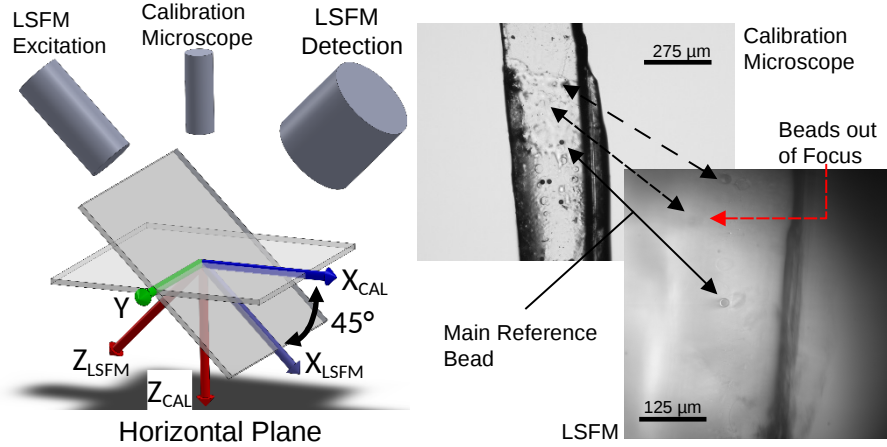 LSFM
Excitation
Calibration
Microscope
LSFM
Detection
X_CAL
Y
45°
Z_LSFM
X_LSFM
Z_CAL
Horizontal Plane
275 µm
Calibration
Microscope
Beads out
of Focus
Main Reference
Bead
125 µm
LSFM